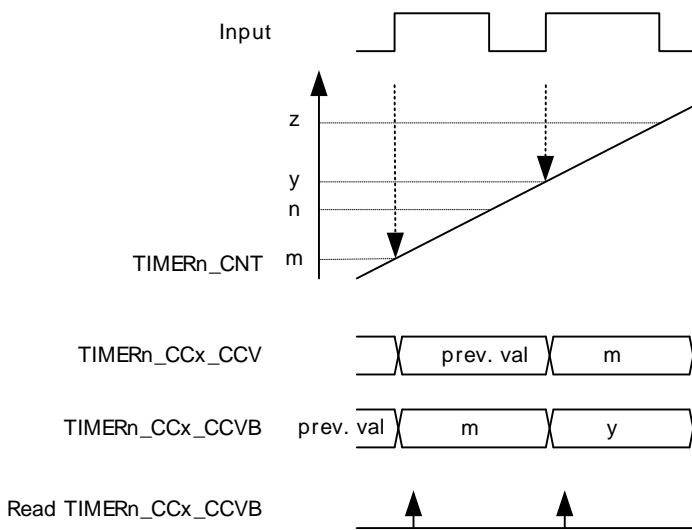 Input
z
y
n
TIMERn_CNT m
TIMERn_CCx_CCV prev. val m
TIMERn_CCx_CCVB prev. val m y
Read TIMERn_CCx_CCVB